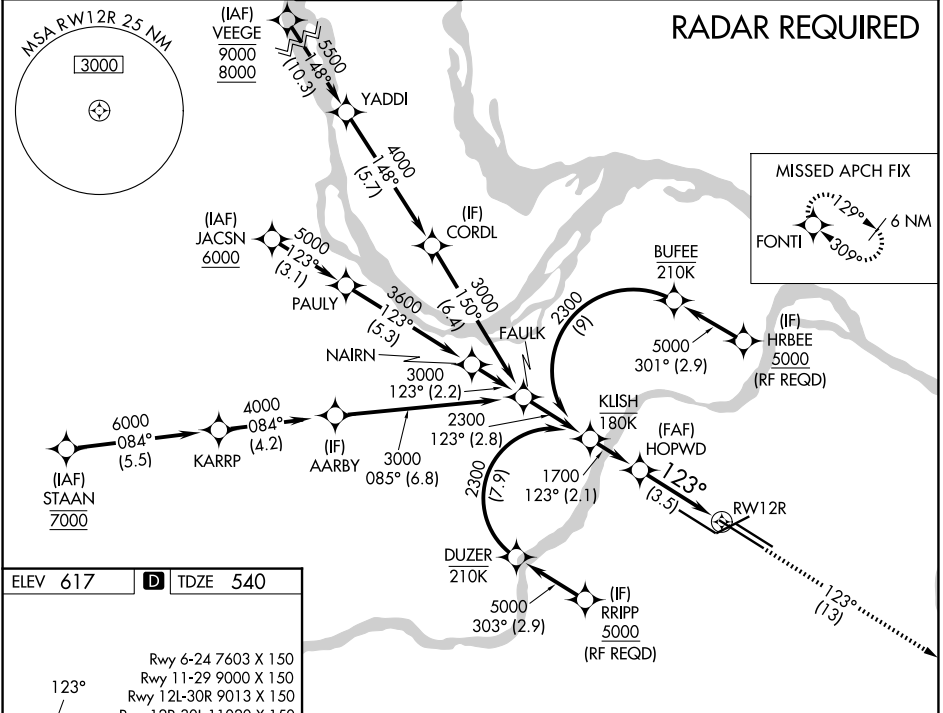 RADAR REQUIRED
MSA RW12R 25 NM
3000
(IAF)
VEEGE
9000
8000
5500
148°
(10.3)
YADDI
4000
148°
(5.7)
(IF)
CORDL
3000
150°
(6.4)
MISSED APCH FIX
FONTI
129°
309°
6 NM
(IAF)
JACSN
6000
5000
123°
(3.1)
PAULY
3600
123°
(5.3)
NAIRN
3000
123° (2.2)
FAULK
BUFEE
210K
2300
(9)
5000
301° (2.9)
(IF)
HRBEE
5000
(RF REQD)
(IAF)
STAAN
7000
6000
084°
(5.5)
KARRP
4000
084°
(4.2)
(IF)
AARBY
3000
085° (6.8)
2300
123° (2.8)
KLISH
180K
1700
123° (2.1)
(FAF)
HOPWD
123°
(3.5)
RW12R
123°
(13)
2300
(7.9)
DUZER
210K
5000
303° (2.9)
(IF)
RRIPP
5000
(RF REQD)
ELEV 617 D TDZE 540
Rwy 6-24 7603 X 150
Rwy 11-29 9000 X 150
Rwy 12L-30R 9013 X 150
123°